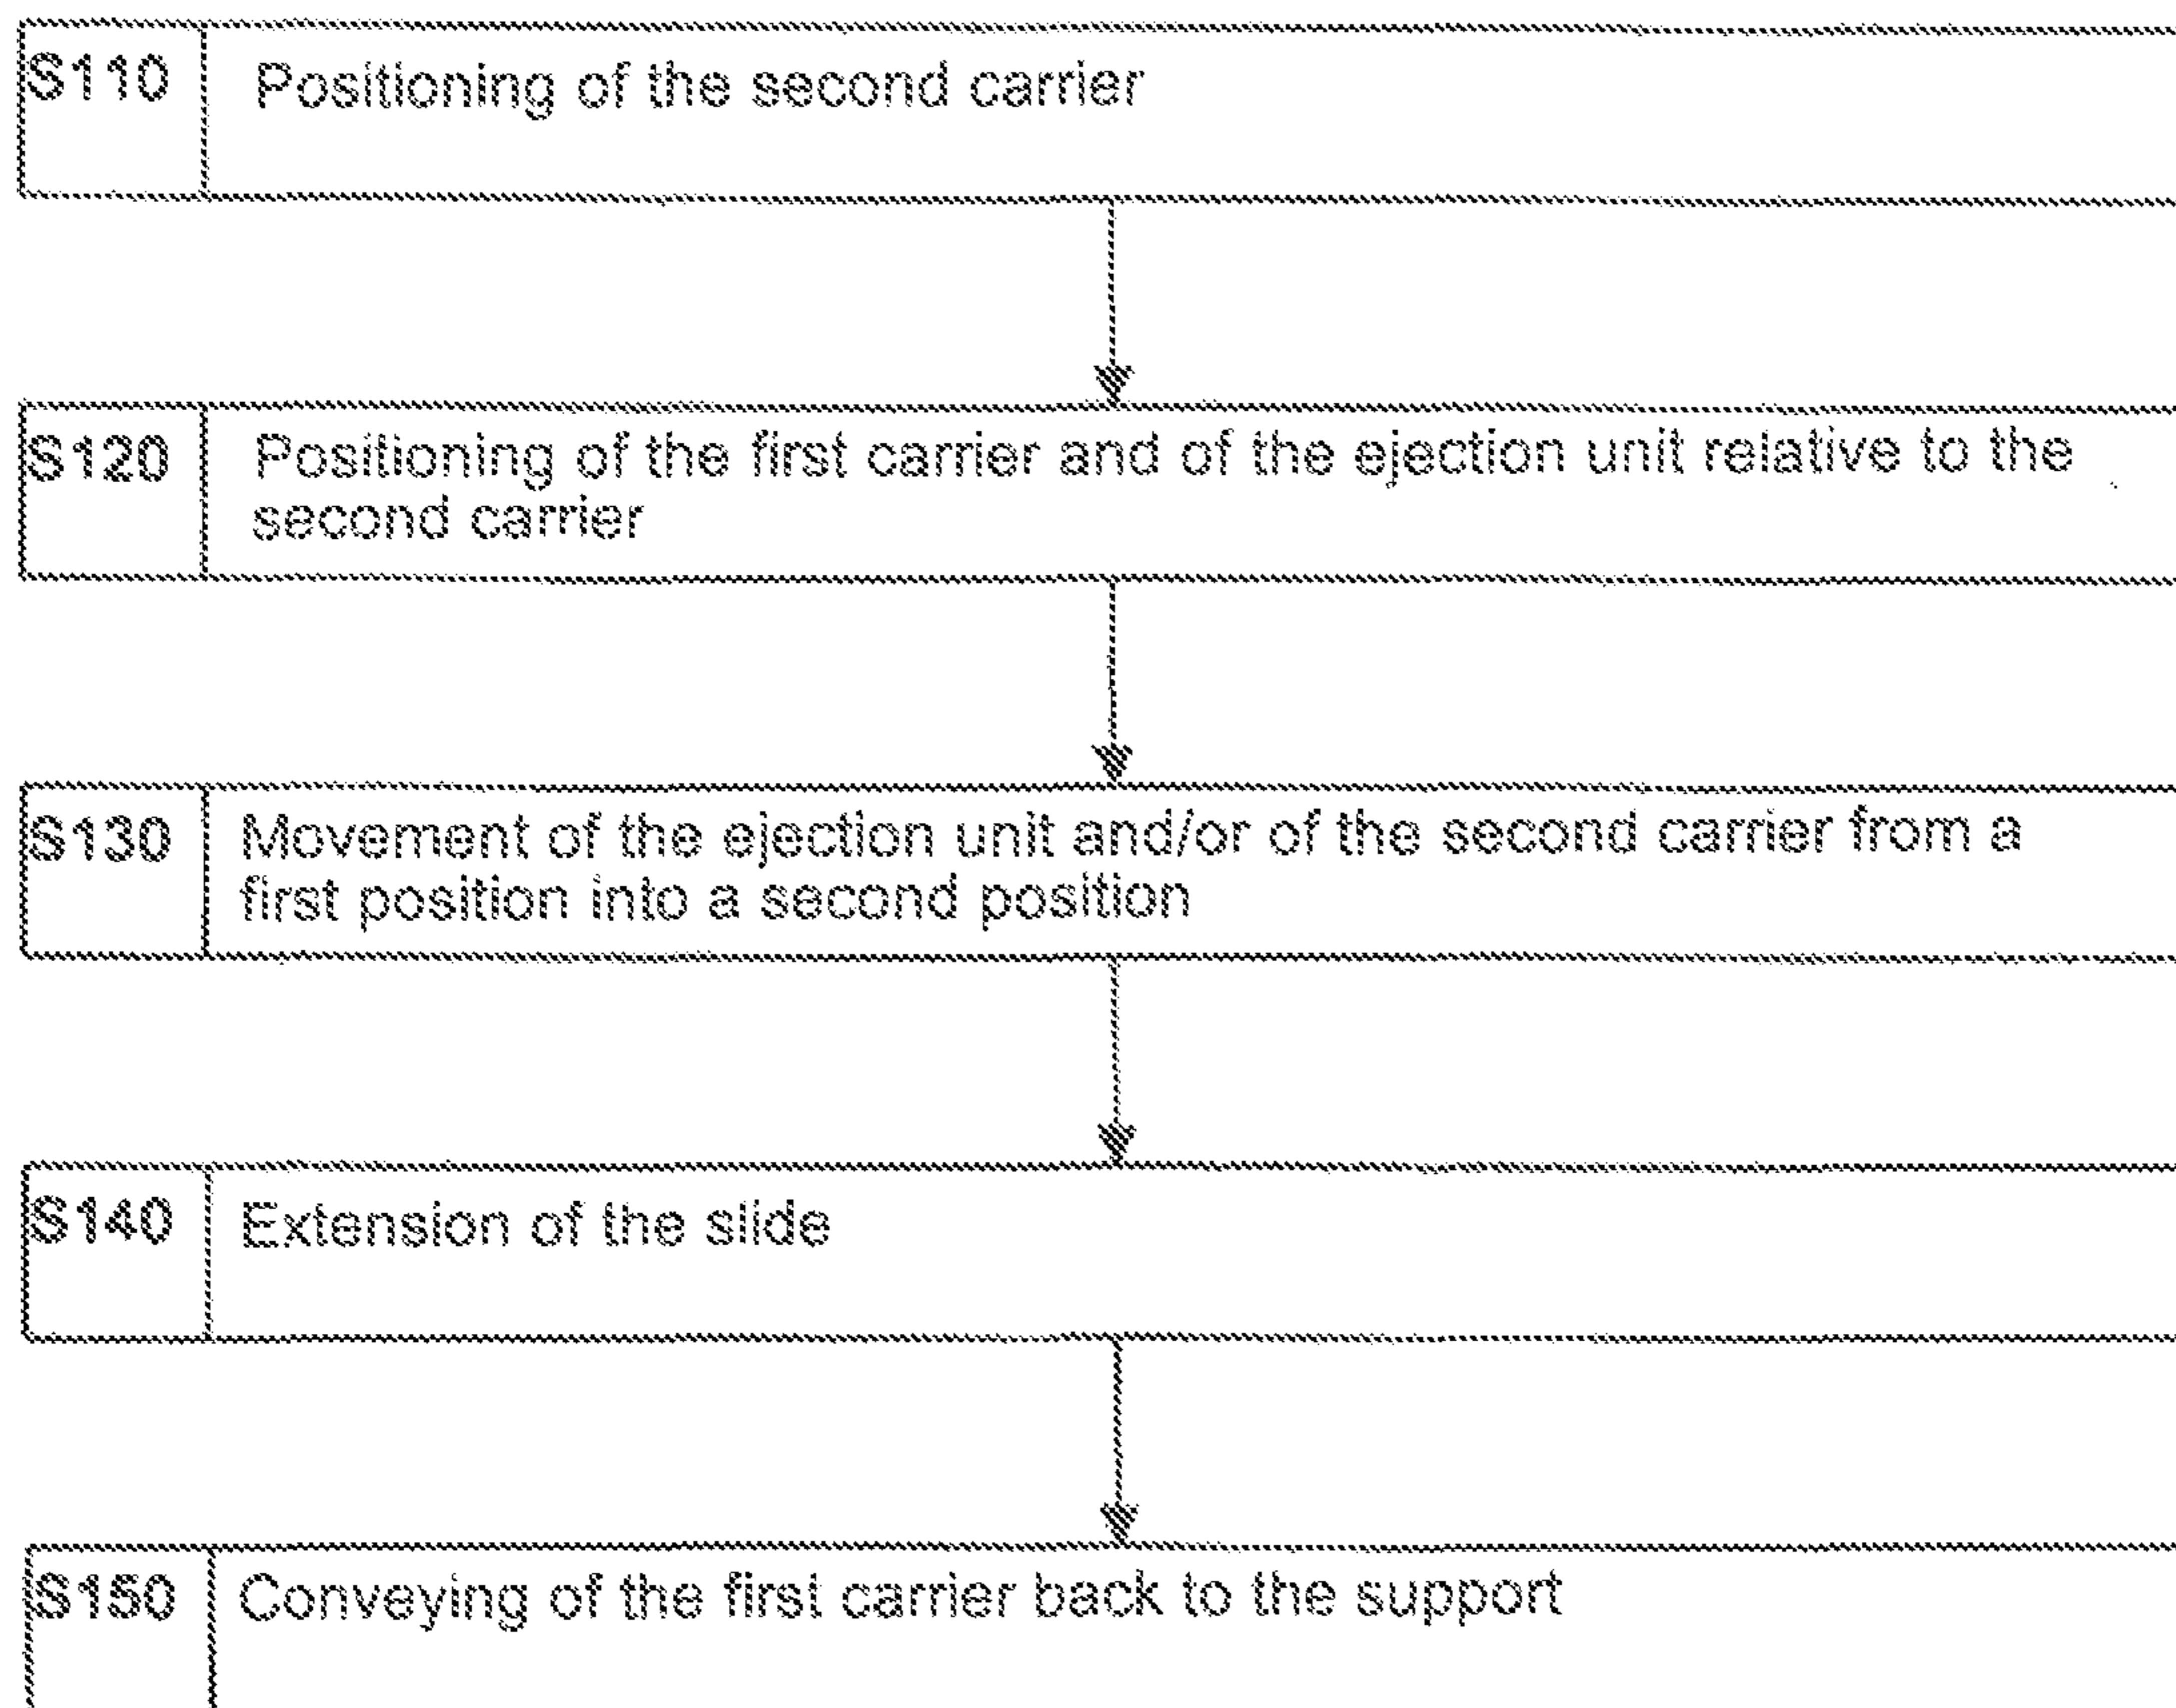 S110 Positioning of the second carrier
S120 Positioning of the first carrier and of the ejection unit relative to the
second carrier
S130 Movement of the ejection unit and/or of the second carrier from a
first position into a second position
S140 Extension of the slide
S150 Conveying of the first carrier back to the support